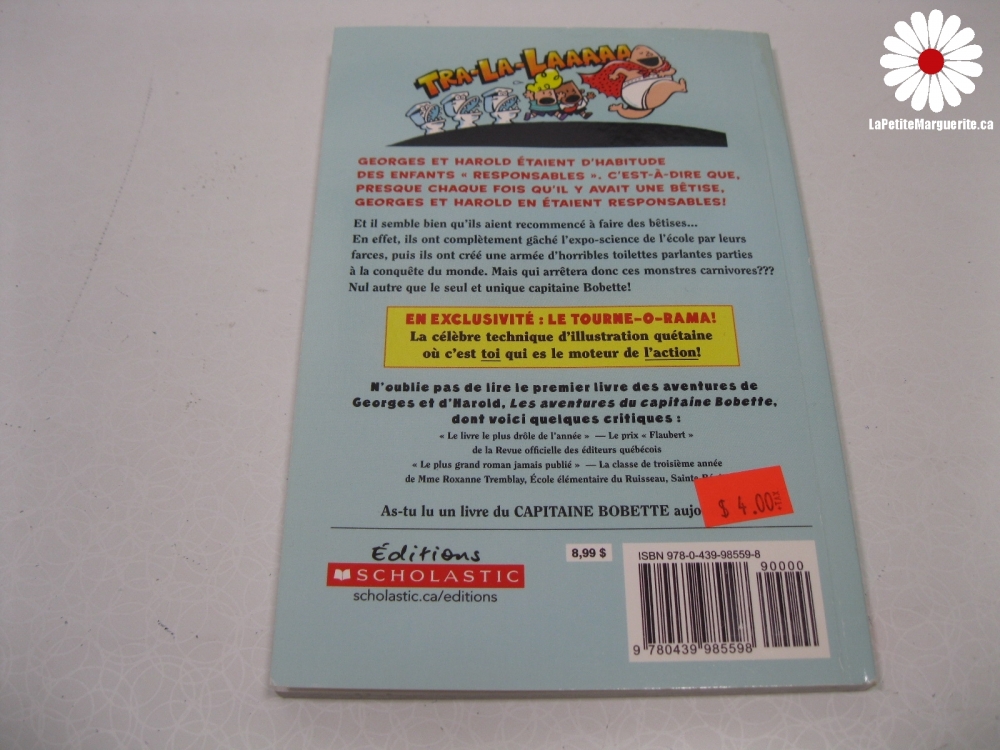 LaPetiteMarguerite.ca
TRA-LA-LAAAAA
GEORGES ET HAROLD ÉTAIENT D'HABITUDE
DES ENFANTS « RESPONSABLES ». C'EST-À-DIRE QUE,
PRESQUE CHAQUE FOIS QU'IL Y AVAIT UNE BÊTISE,
GEORGES ET HAROLD EN ÉTAIENT RESPONSABLES!
Et il semble bien qu'ils aient recommencé à faire des bêtises...
En effet, ils ont complètement gâché l'expo-science de l'école par leurs
farces, puis ils ont créé une armée d'horribles toilettes parlantes parties
à la conquête du monde. Mais qui arrêtera donc ces monstres carnivores???
Nul autre que le seul et unique capitaine Bobette!
EN EXCLUSIVITÉ : LE TOURNE-O-RAMA!
La célèbre technique d'illustration quétaine
où c'est toi qui es le moteur de l'action!
N'oublie pas de lire le premier livre des aventures de
Georges et d'Harold, Les aventures du capitaine Bobette,
dont voici quelques critiques :
« Le livre le plus drôle de l'année » — Le prix « Flaubert »
de la Revue officielle des éditeurs québécois
« Le plus grand roman jamais publié » — La classe de troisième année
de Mme Roxanne Tremblay, École élémentaire du Ruisseau,
$ 4.00
As-tu lu un livre du CAPITAINE BOBETTE
Éditions
SCHOLASTIC
scholastic.ca/editions
8,99 $
ISBN 978-0-439-98559-8
90000
9 780439 985598